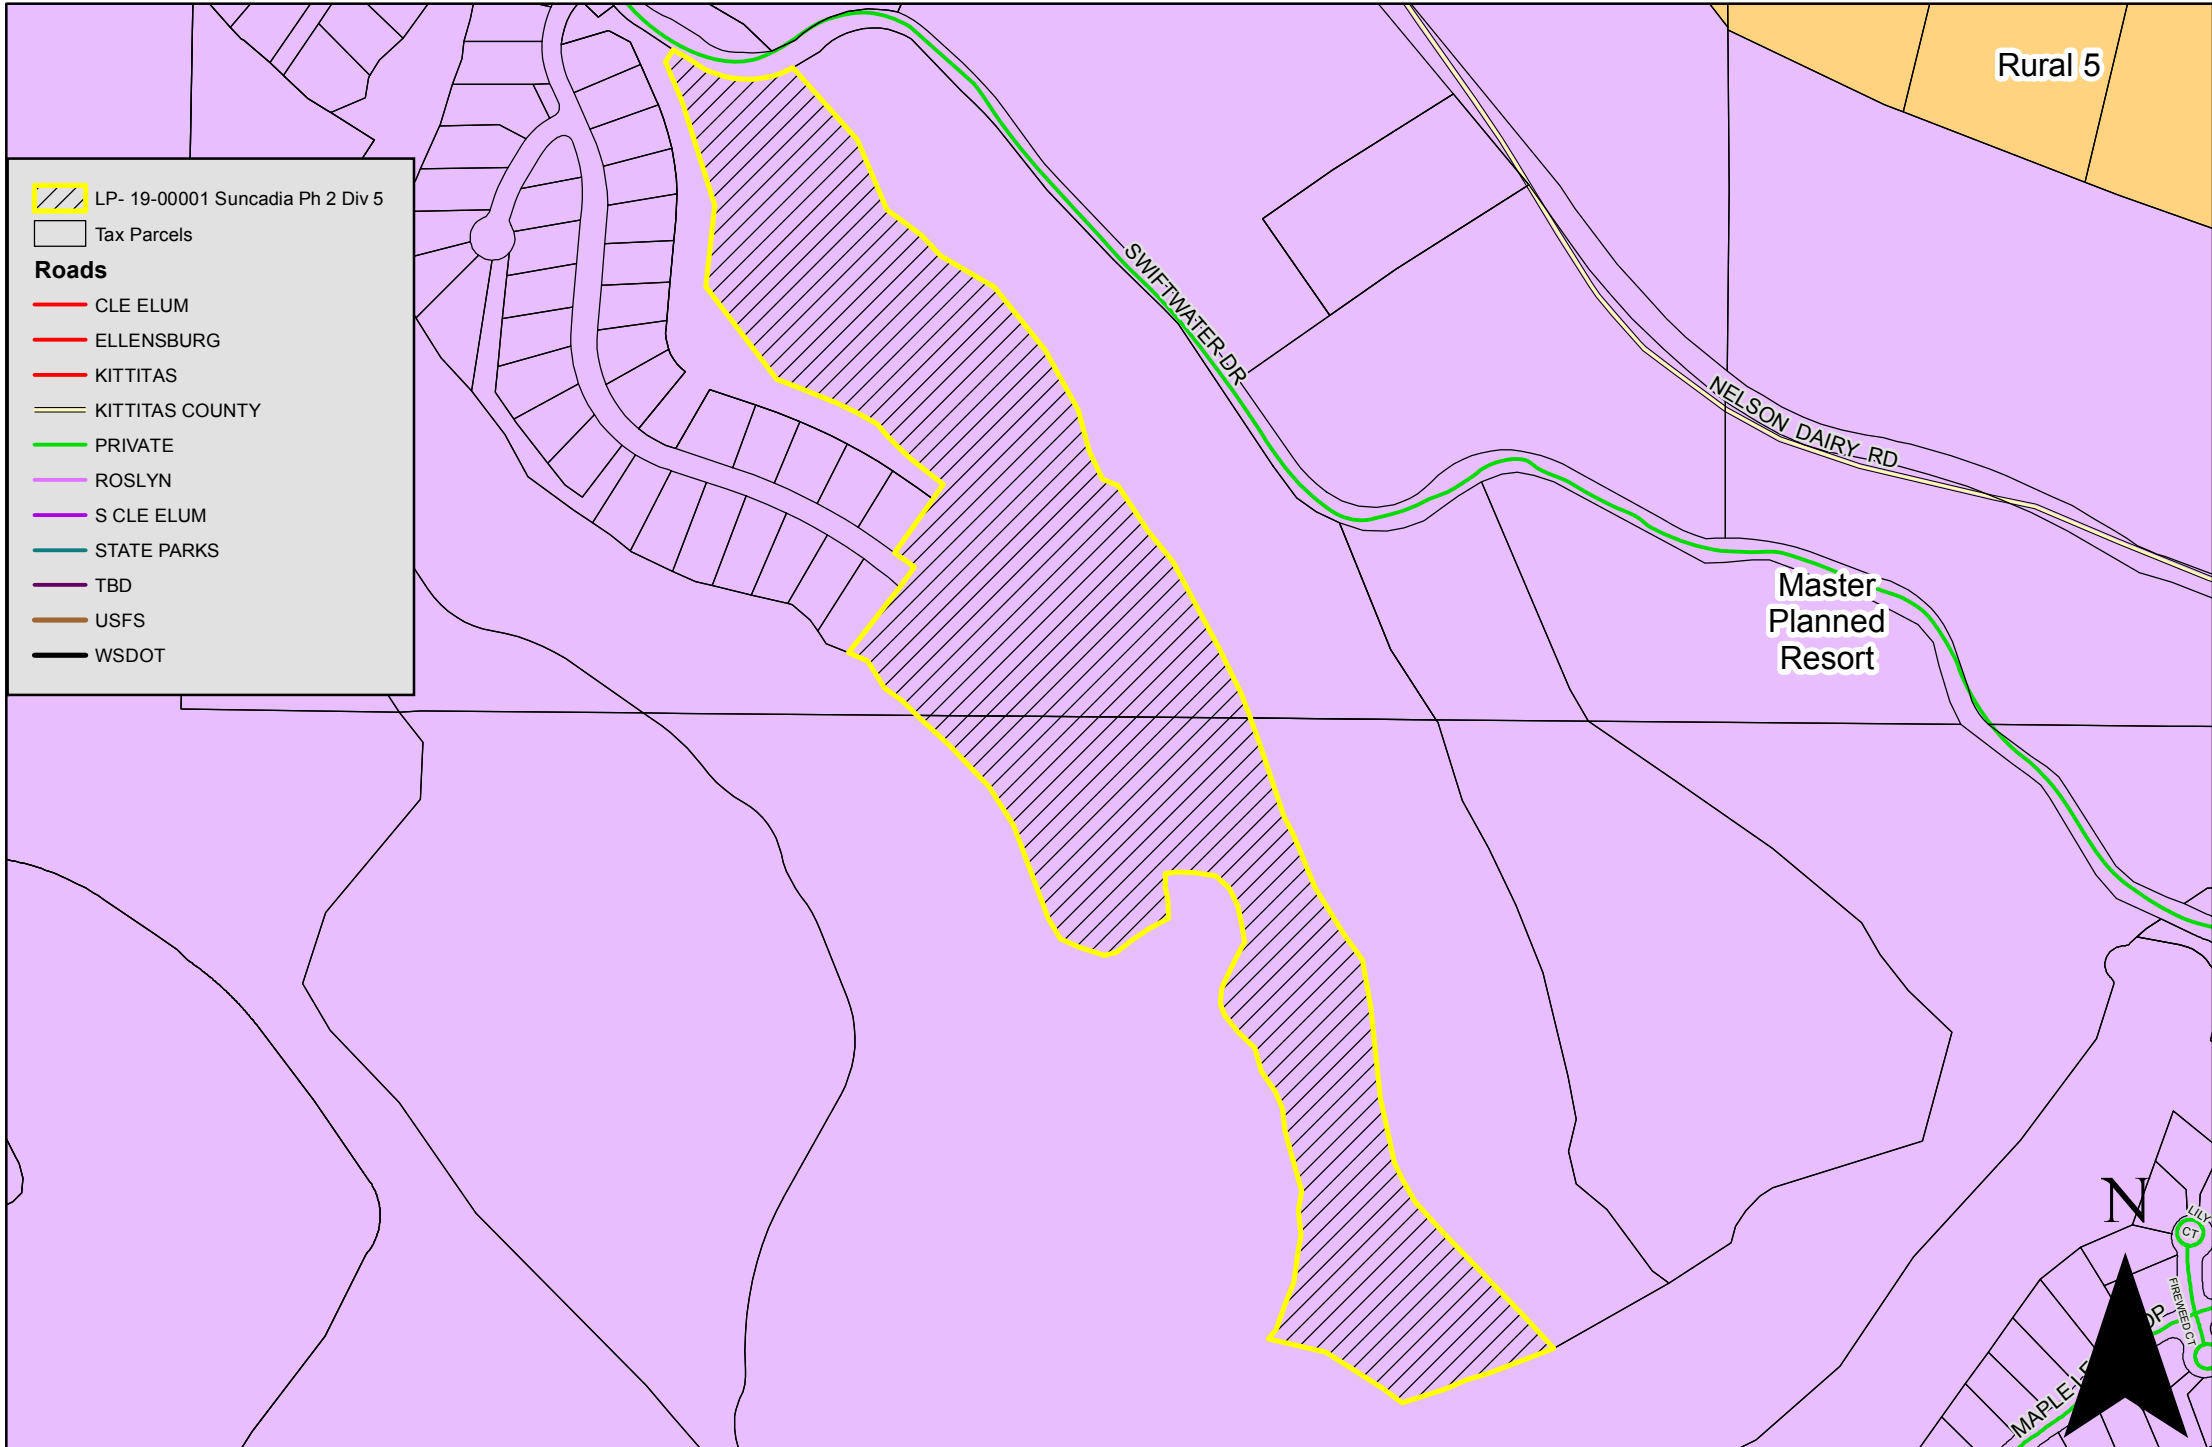 Rural 5
LP- 19-00001 Suncadia Ph 2 Div 5
Tax Parcels
Roads
CLE ELUM
ELLENSBURG
KITTITAS
KITTITAS COUNTY
PRIVATE
ROSLYN
S CLE ELUM
STATE PARKS
TBD
USFS
WSDOT
SWIFTWATER DR
NELSON DAIRY RD
Master
Planned
Resort
N
LILY
CT
FIREWEED CT
MAPLE